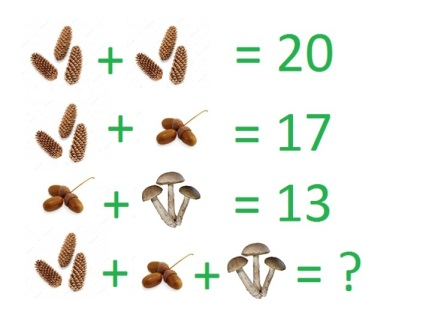 + = 20
+ = 17
+ = 13
+ + = ?